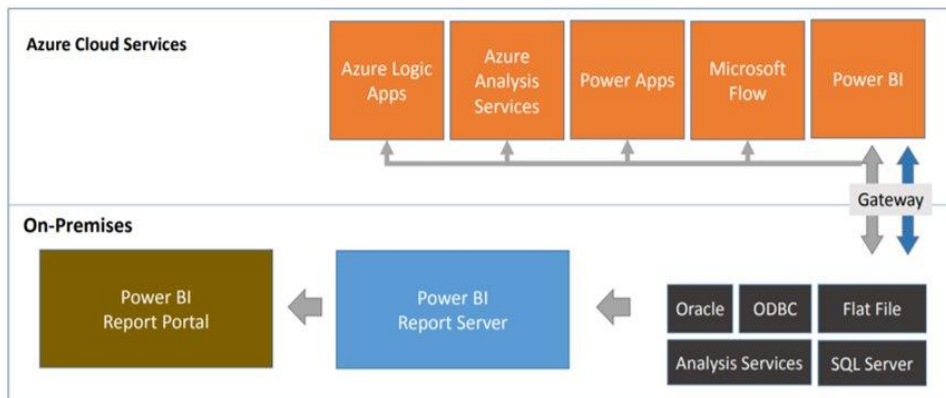 Azure Cloud Services
Azure Logic
Apps
Azure
Analysis
Services
Power Apps
Microsoft
Flow
Power BI
Gateway
On-Premises
Power BI
Report Portal
Power BI
Report Server
Oracle
ODBC
Flat File
Analysis Services
SQL Server